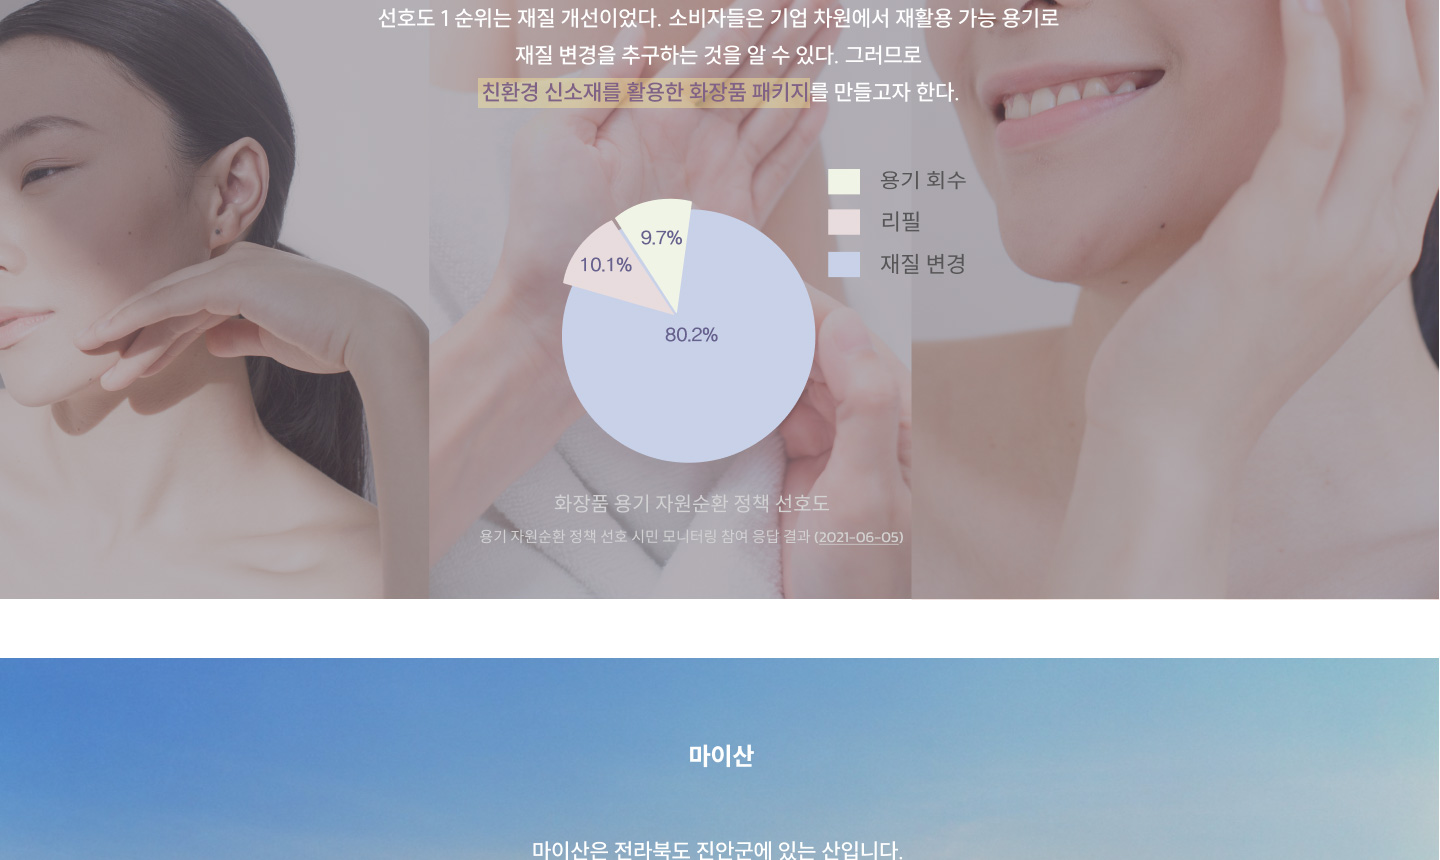 선호도 1 순위는 재질 개선이었다. 소비자들은 기업 차원에서 재활용 가능 용기로
재질 변경을 추구하는 것을 알 수 있다. 그러므로
친환경 신소재를 활용한 화장품 패키지를 만들고자 한다.
용기 회수
리필
재질 변경
9.7%
10.1%
80.2%
화장품 용기 자원순환 정책 선호도
용기 자원순환 정책 선호 시민 모니터링 참여 응답 결과 (2021-06-05)
마이산
마이산은 전라북도 진안군에 있는 산입니다.